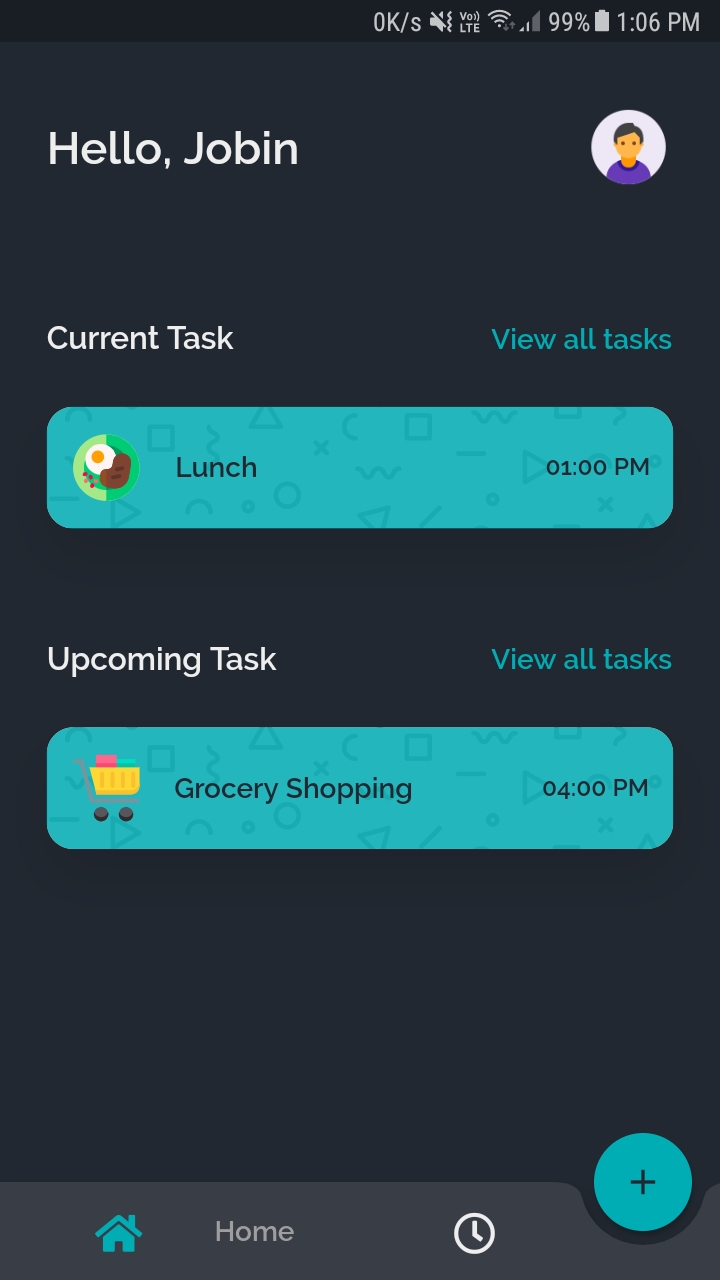 0K/s Vo)) LTE 99% 1:06 PM
Hello, Jobin
Current Task View all tasks
Lunch 01:00 PM
Upcoming Task View all tasks
Grocery Shopping 04:00 PM
+
Home